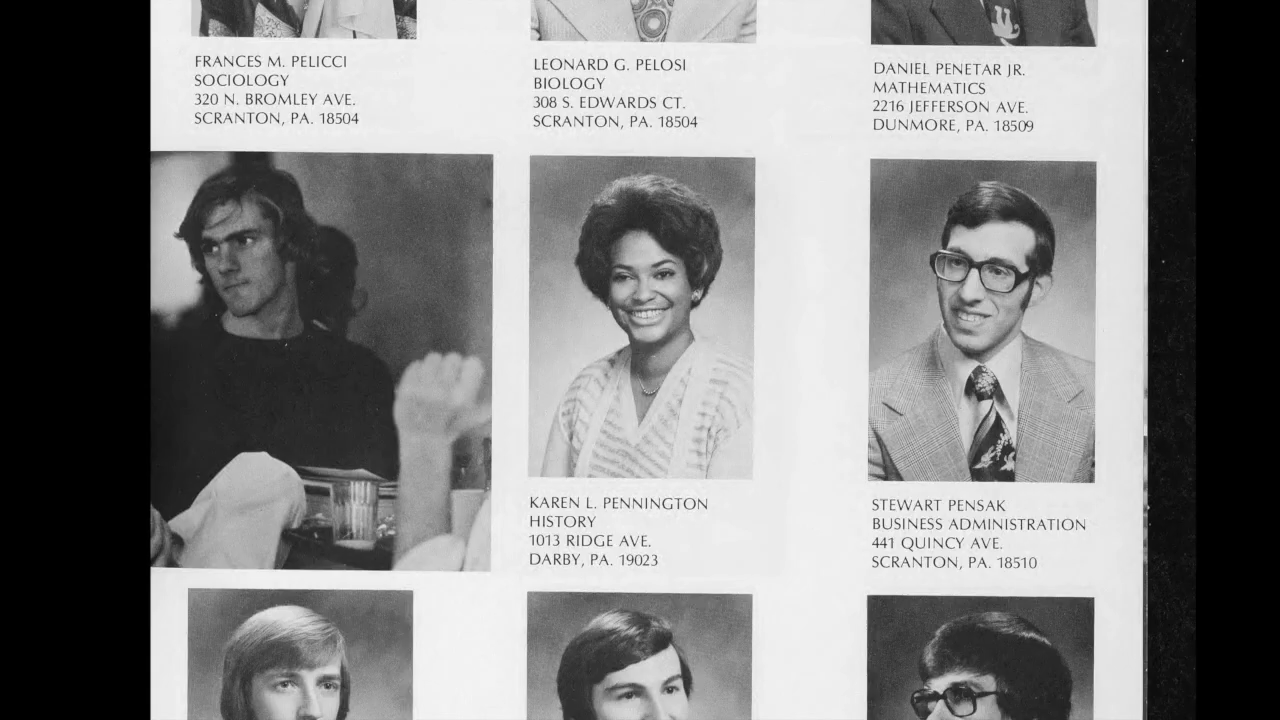 FRANCES M. PELICCI
SOCIOLOGY
320 N. BROMLEY AVE.
SCRANTON, PA. 18504
LEONARD G. PELOSI
BIOLOGY
308 S. EDWARDS CT.
SCRANTON, PA. 18504
DANIEL PENETAR JR.
MATHEMATICS
2216 JEFFERSON AVE.
DUNMORE, PA. 18509
KAREN L. PENNINGTON
HISTORY
1013 RIDGE AVE.
DARBY, PA. 19023
STEWART PENSAK
BUSINESS ADMINISTRATION
441 QUINCY AVE.
SCRANTON, PA. 18510